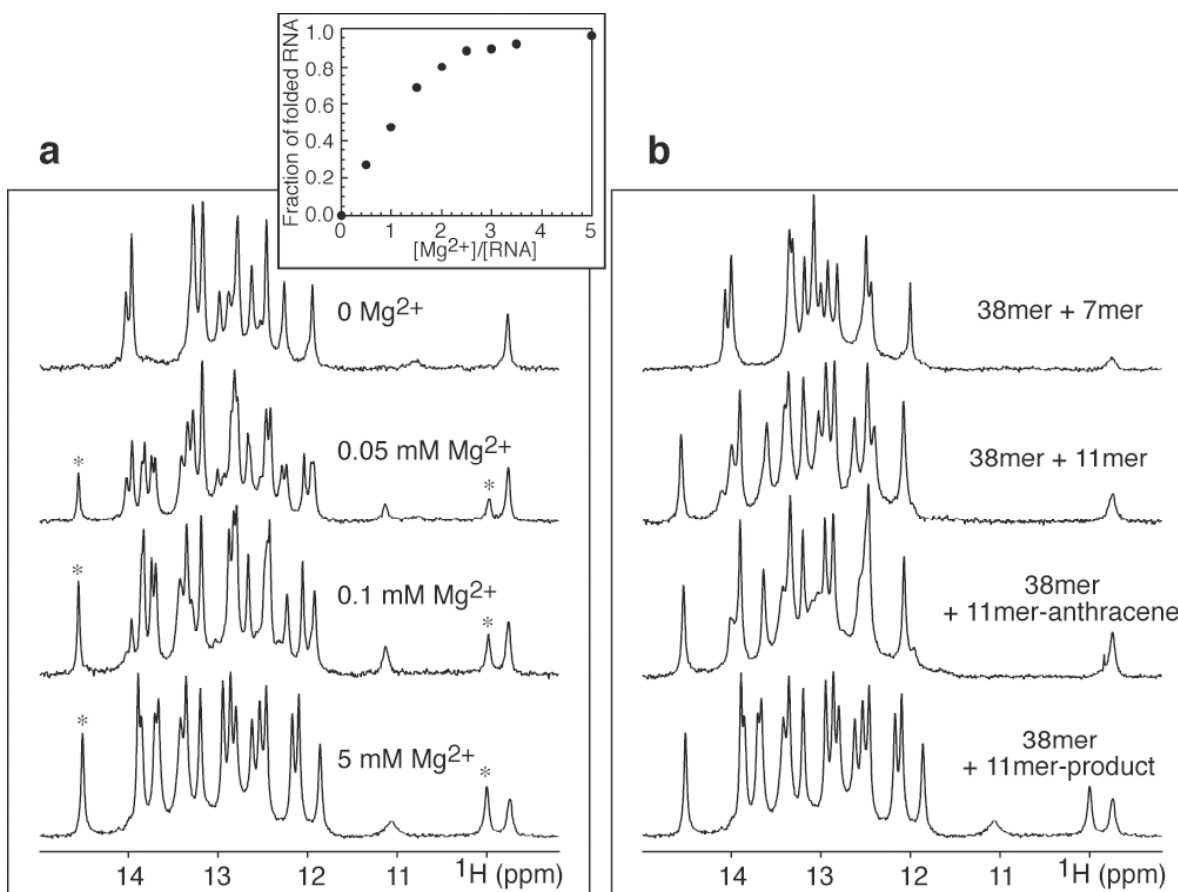 a
Fraction of folded RNA
1.0
0.8
0.6
0.4
0.2
0.0
0 1 2 3 4 5
[Mg2+]/[RNA]
0 Mg2+
*
0.05 mM Mg2+
*
*
0.1 mM Mg2+
*
*
5 mM Mg2+
*
14 13 12 11 1H (ppm)
b
38mer + 7mer
38mer + 11mer
38mer
+ 11mer-anthracene
38mer
+ 11mer-product
14 13 12 11 1H (ppm)